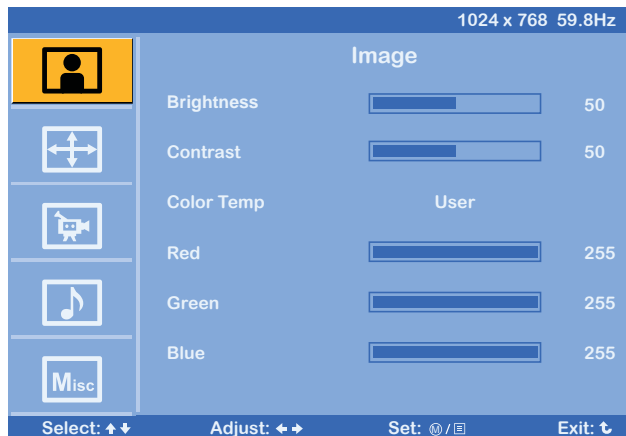 1024 x 768 59.8Hz
Image
Brightness 50
Contrast 50
Color Temp User
Red 255
Green 255
Blue 255
Misc
Select: Adjust: Set: Ⓜ / Exit: